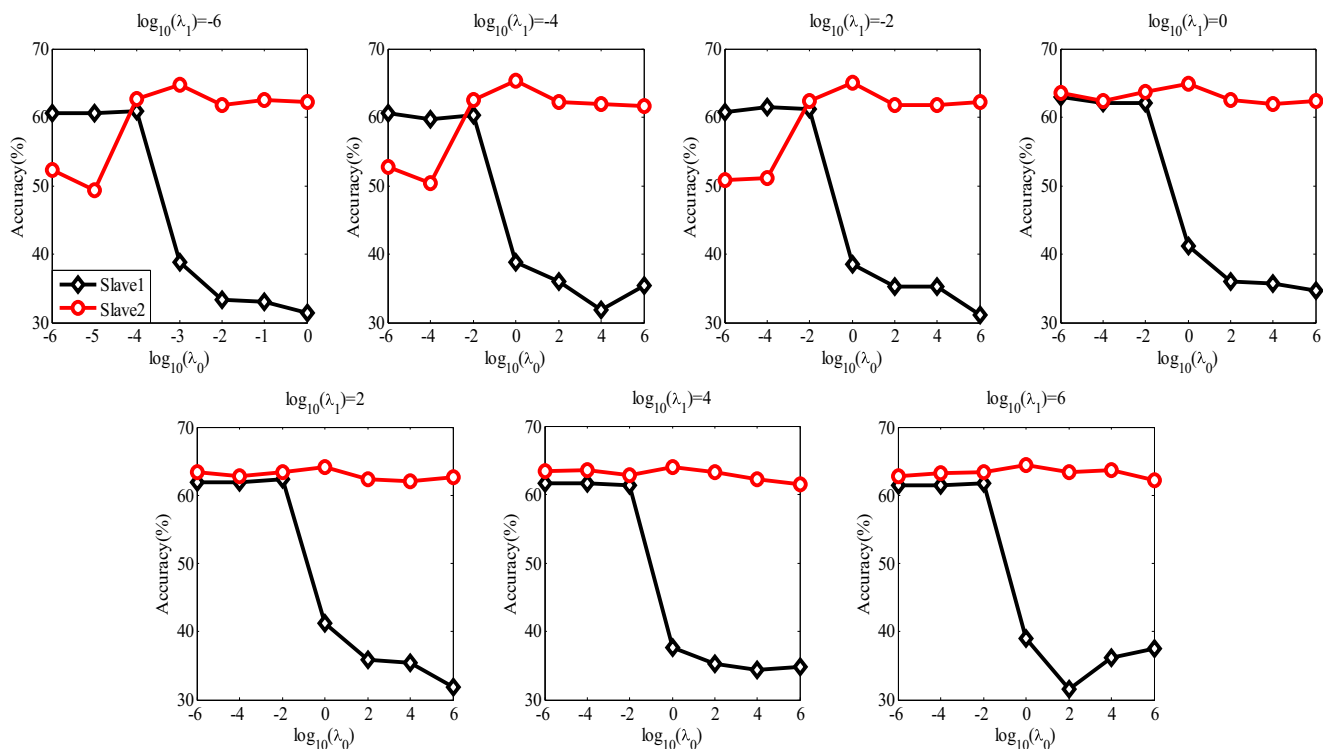 log10(λ1)=-6
70
60
50
40
30
Accuracy(%)
Slave1
Slave2
-6 -5 -4 -3 -2 -1 0
log10(λ0)
log10(λ1)=-4
70
60
50
40
30
Accuracy(%)
-6 -4 -2 0 2 4 6
log10(λ0)
log10(λ1)=-2
70
60
50
40
30
Accuracy(%)
-6 -4 -2 0 2 4 6
log10(λ0)
log10(λ1)=0
70
60
50
40
30
Accuracy(%)
-6 -4 -2 0 2 4 6
log10(λ0)
log10(λ1)=2
70
60
50
40
30
Accuracy(%)
-6 -4 -2 0 2 4 6
log10(λ0)
log10(λ1)=4
70
60
50
40
30
Accuracy(%)
-6 -4 -2 0 2 4 6
log10(λ0)
log10(λ1)=6
70
60
50
40
30
Accuracy(%)
-6 -4 -2 0 2 4 6
log10(λ0)